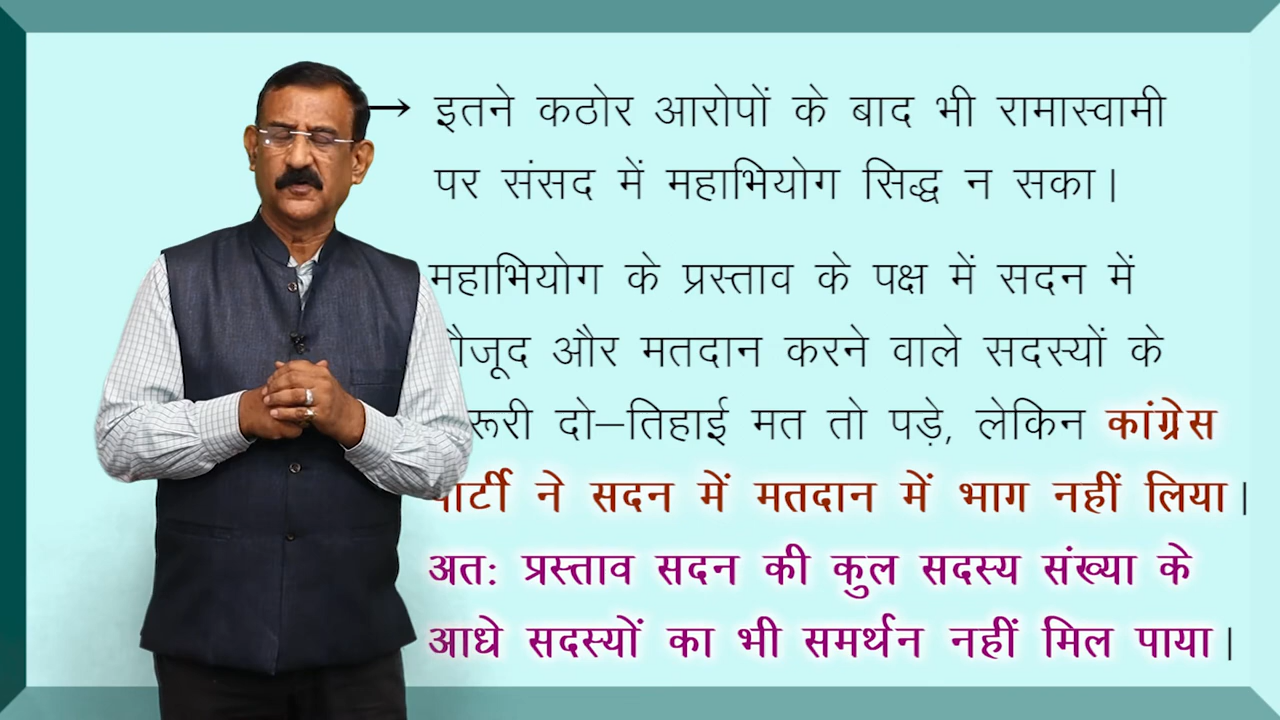 → इतने कठोर आरोपों के बाद भी रामास्वामी
पर संसद में महाभियोग सिद्ध न सका।
महाभियोग के प्रस्ताव के पक्ष में सदन में
और मतदान करने वाले सदस्यों के
दो–तिहाई मत तो पड़े, लेकिन कांग्रेस
पार्टी ने सदन में मतदान में भाग नहीं लिया।
अत: प्रस्ताव सदन की कुल सदस्य संख्या के
आधे सदस्यों का भी समर्थन नहीं मिल पाया।